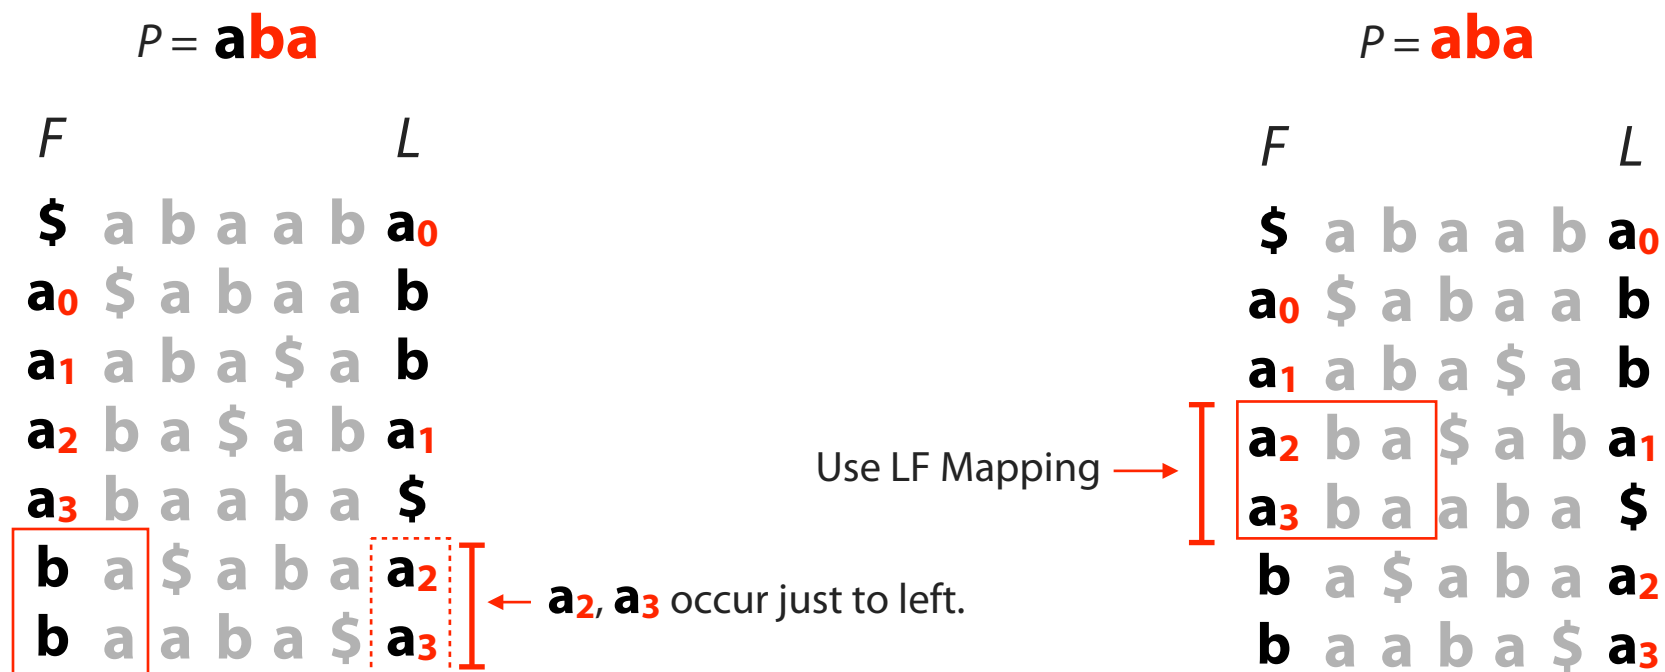 P = aba
F L
$ a b a a b a0
a0 $ a b a a b
a1 a b a $ a b
a2 b a $ a b a1
a3 b a a b a $
b a $ a b a a2
b a a b a $ a3
a2, a3 occur just to left.
P = aba
F L
$ a b a a b a0
a0 $ a b a a b
a1 a b a $ a b
a2 b a $ a b a1
a3 b a a b a $
b a $ a b a a2
b a a b a $ a3
Use LF Mapping